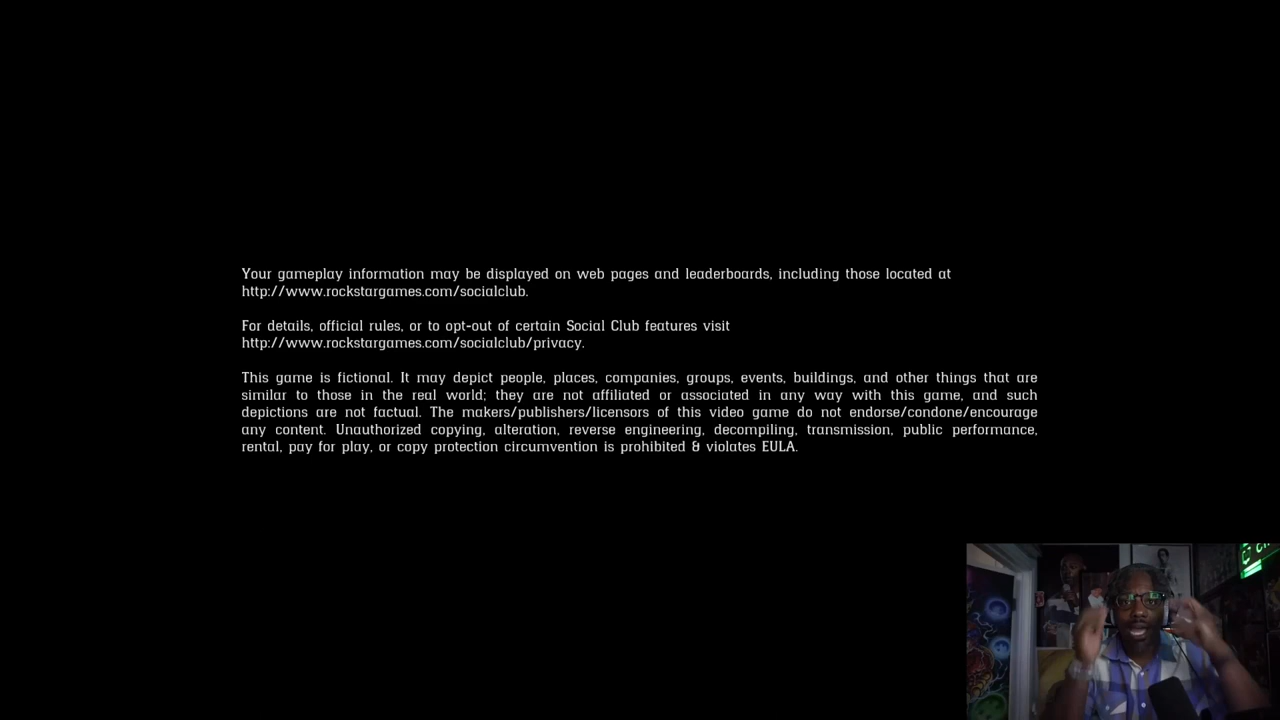 Your gameplay information may be displayed on web pages and leaderboards, including those located at
http://www.rockstargames.com/socialclub.
For details, official rules, or to opt-out of certain Social Club features visit
http://www.rockstargames.com/socialclub/privacy.
This game is fictional. It may depict people, places, companies, groups, events, buildings, and other things that are
similar to those in the real world; they are not affiliated or associated in any way with this game, and such
depictions are not factual. The makers/publishers/licensors of this video game do not endorse/condone/encourage
any content. Unauthorized copying, alteration, reverse engineering, decompiling, transmission, public performance,
rental, pay for play, or copy protection circumvention is prohibited & violates EULA.